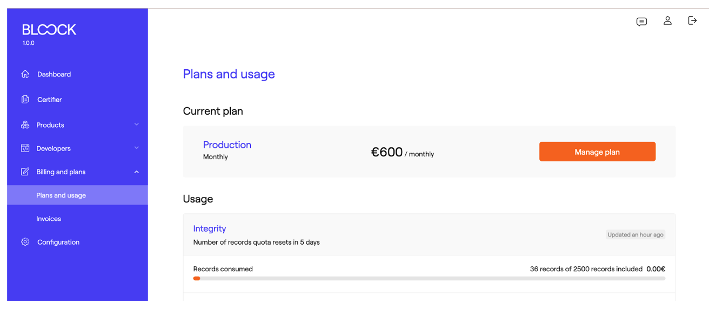 BLOOCK
1.0.0
Dashboard
Certifier
Products
Developers
Billing and plans
Plans and usage
Invoices
Configuration
Plans and usage
Current plan
Production
Monthly
€600 / monthly
Manage plan
Usage
Integrity
Number of records quota resets in 5 days
Updated an hour ago
Records consumed
36 records of 2500 records included 0.00€